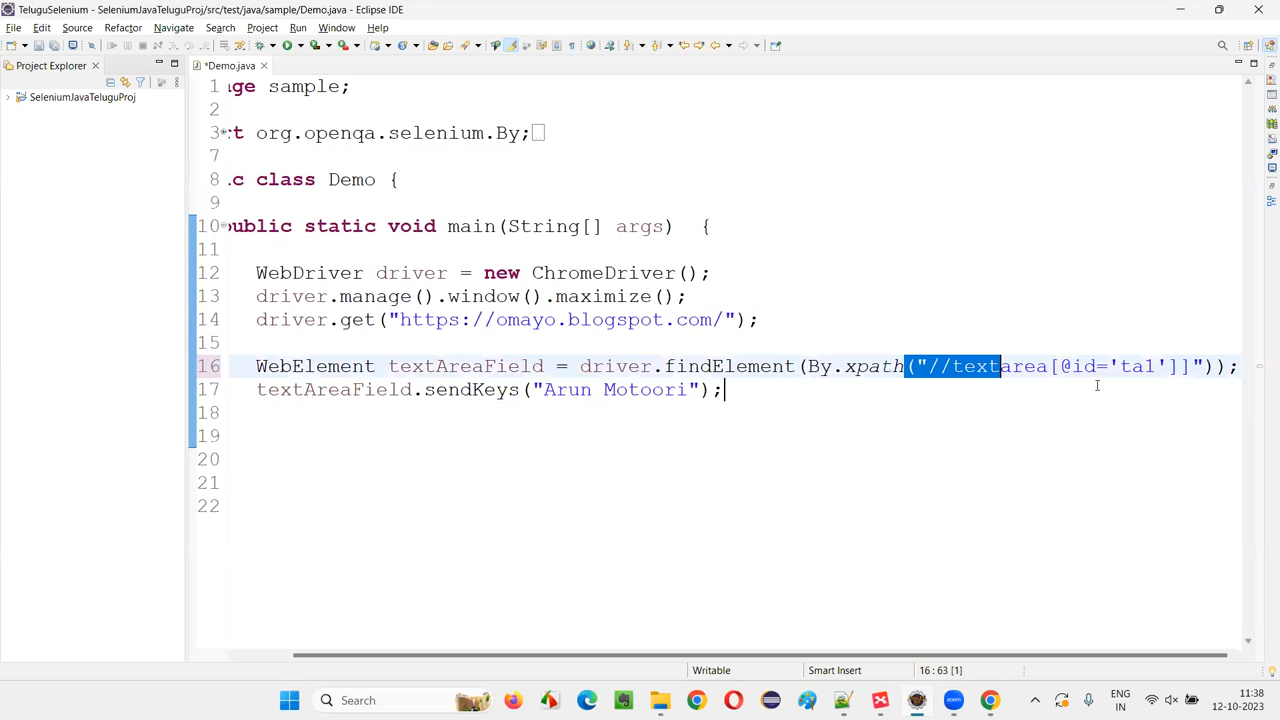 TeluguSelenium - SeleniumJavaTeluguProj/src/test/java/sample/Demo.java - Eclipse IDE
File Edit Source Refactor Navigate Search Project Run Window Help
Project Explorer
*Demo.java
SeleniumJavaTeluguProj
1 ge sample;
2
3 t org.openqa.selenium.By;
7
8 c class Demo {
9
10 public static void main(String[] args)  {
11
12 WebDriver driver = new ChromeDriver();
13 driver.manage().window().maximize();
14 driver.get("https://omayo.blogspot.com/");
15
16 WebElement textAreaField = driver.findElement(By.xpath("//textarea[@id='ta1']]"));
17 textAreaField.sendKeys("Arun Motoori");
18
19
20
21
22
Writable Smart Insert 16 : 63 [1]
Search
zoom
ENG
IN
11:38
12-10-2023